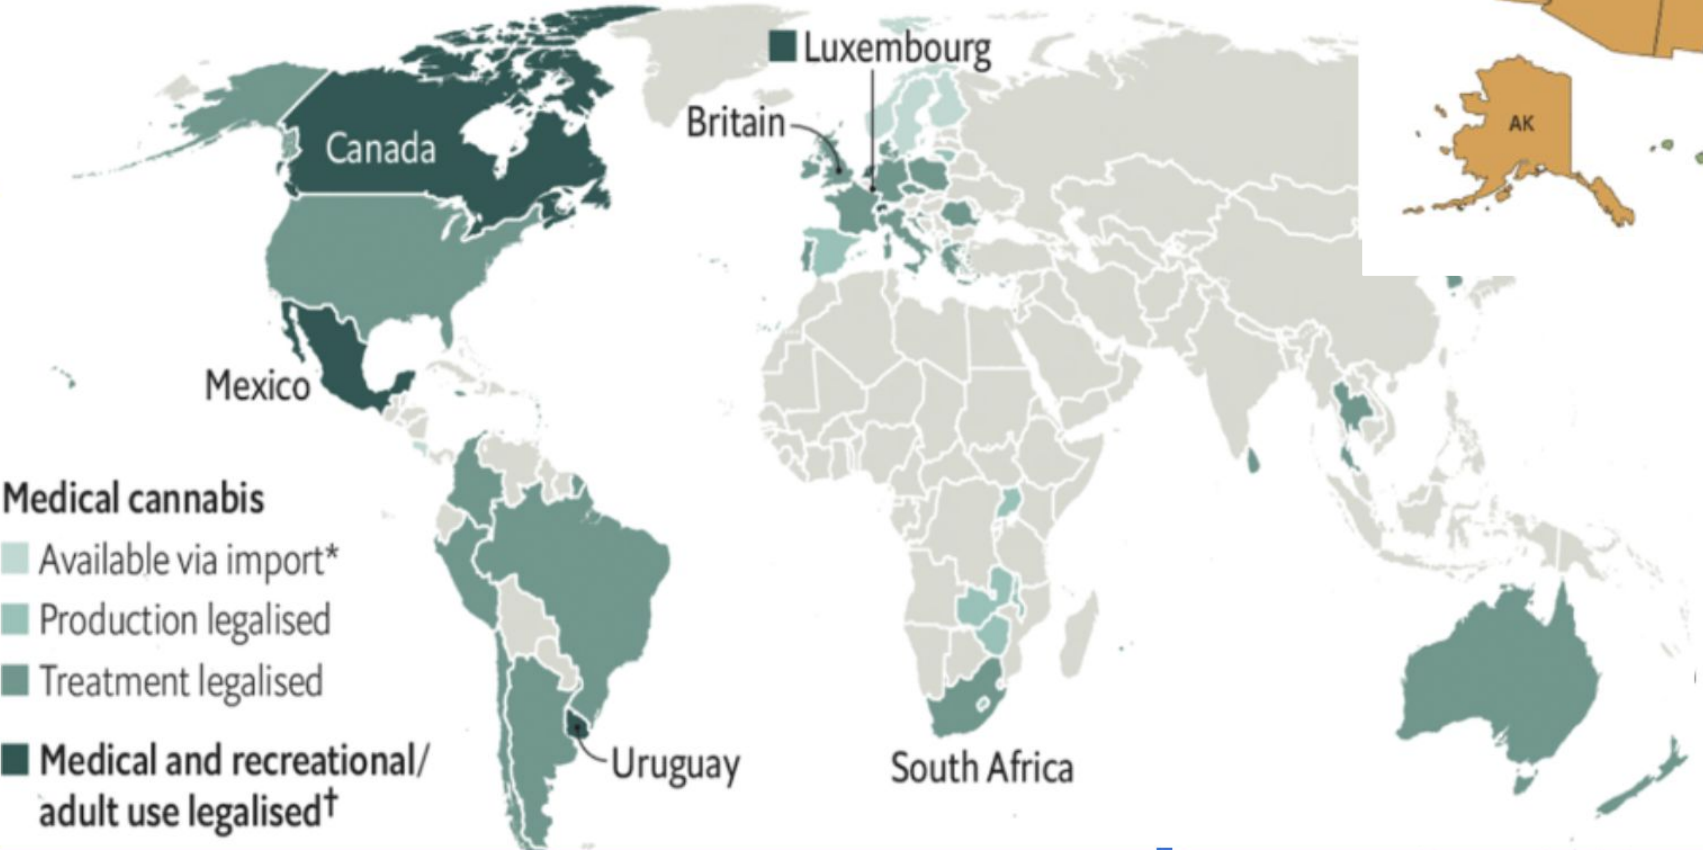 Luxembourg
Britain
AK
Canada
Mexico
Medical cannabis
Available via import*
Production legalised
Treatment legalised
Medical and recreational/
adult use legalised†
Uruguay
South Africa